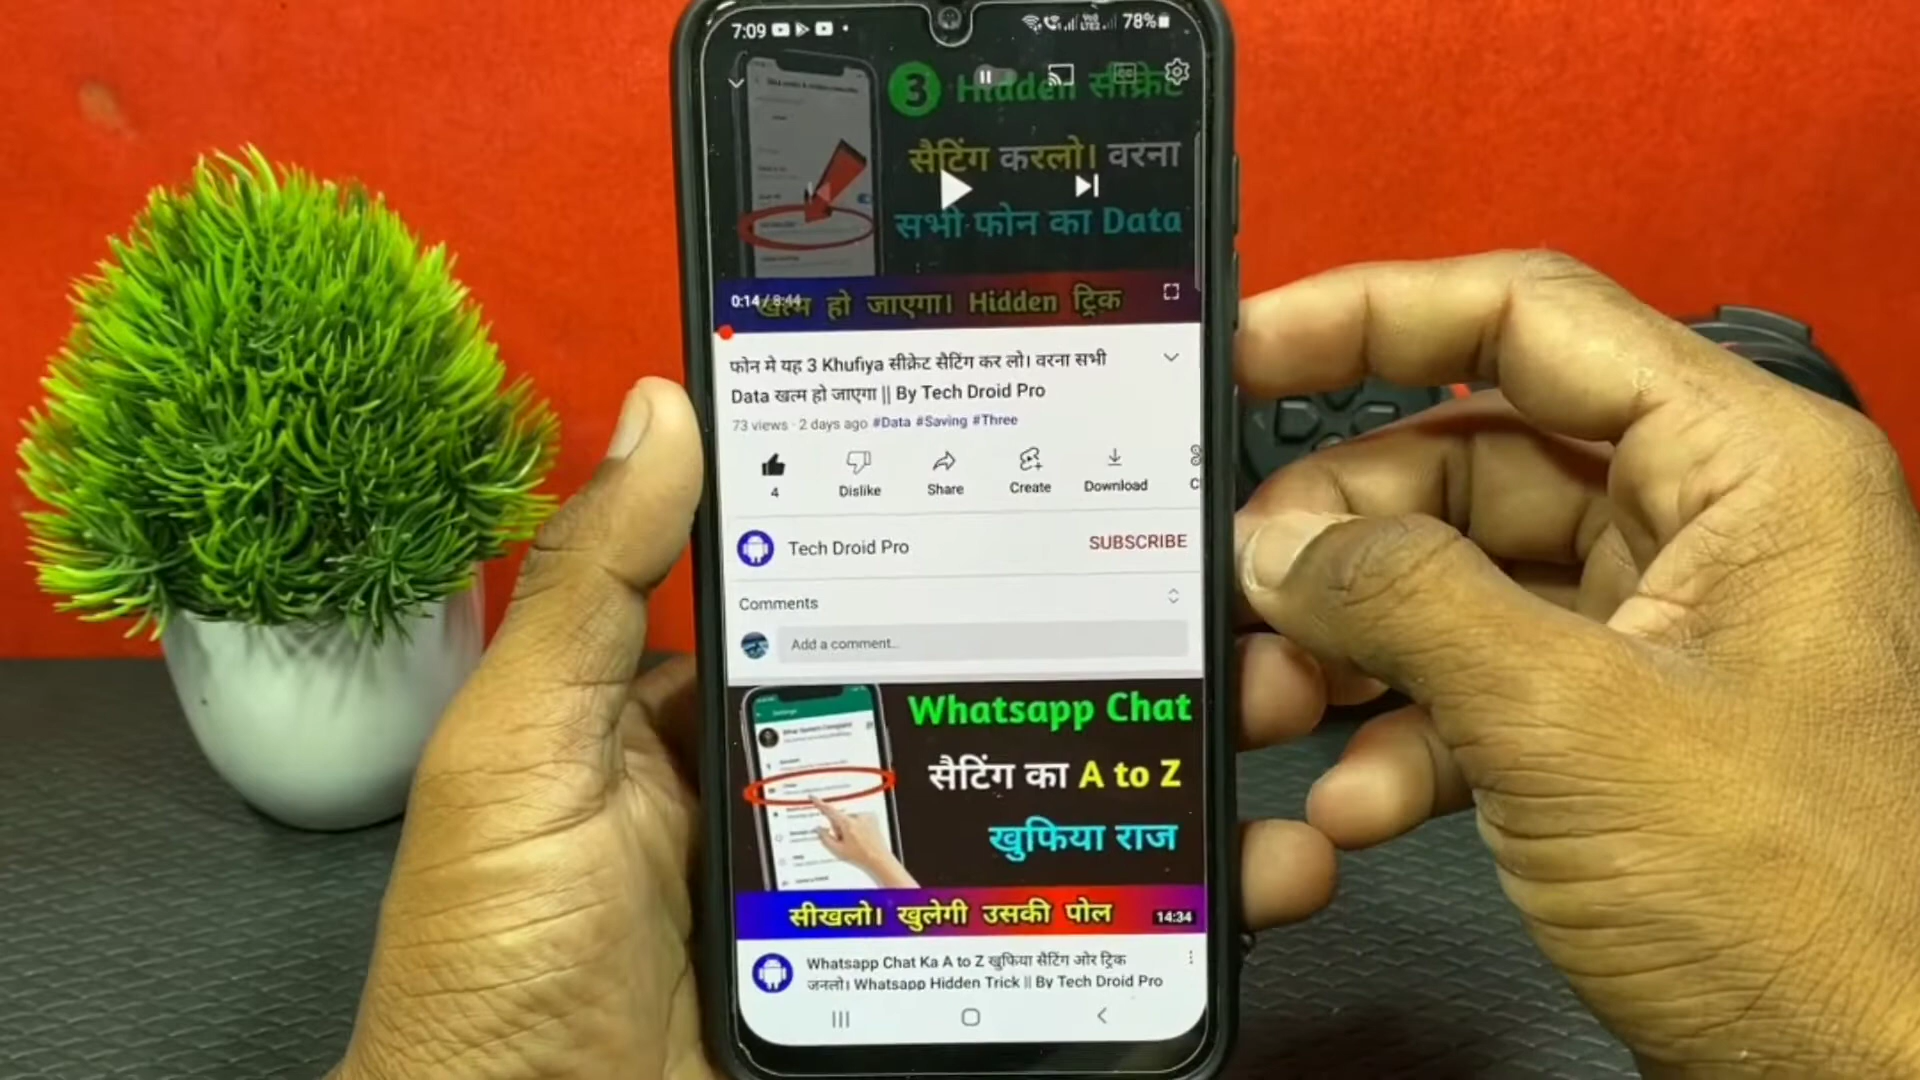 7:09
78%
3 Hidden सीक्रेट
सैटिंग करलो। वरना
सभी फोन का Data
0:14 / 8:44
खत्म हो जाएगा। Hidden ट्रिक
फोन मे यह 3 Khufiya सीक्रेट सैटिंग कर लो। वरना सभी
Data खत्म हो जाएगा || By Tech Droid Pro
73 views · 2 days ago #Data #Saving #Three
4 Dislike Share Create Download
Tech Droid Pro SUBSCRIBE
Comments
Add a comment...
Settings
Whatsapp Chat
सैटिंग का A to Z
खुफिया राज
सीखलो। खुलेगी उसकी पोल
14:34
Whatsapp Chat Ka A to Z खुफिया सैटिंग ओर ट्रिक
जनलो। Whatsapp Hidden Trick || By Tech Droid Pro